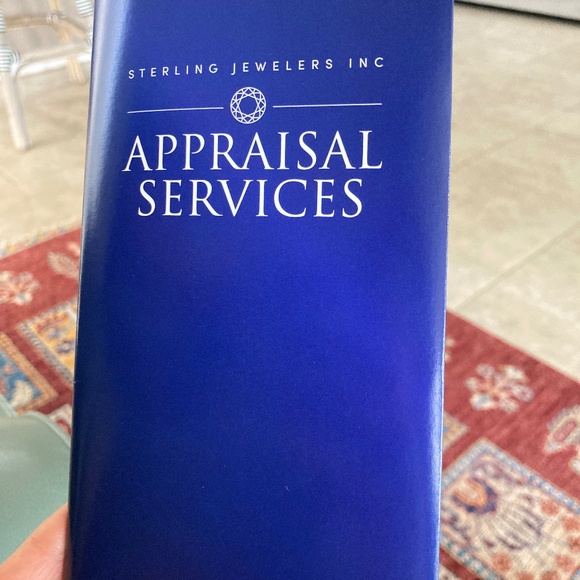 STERLING JEWELERS INC
APPRAISAL
SERVICES